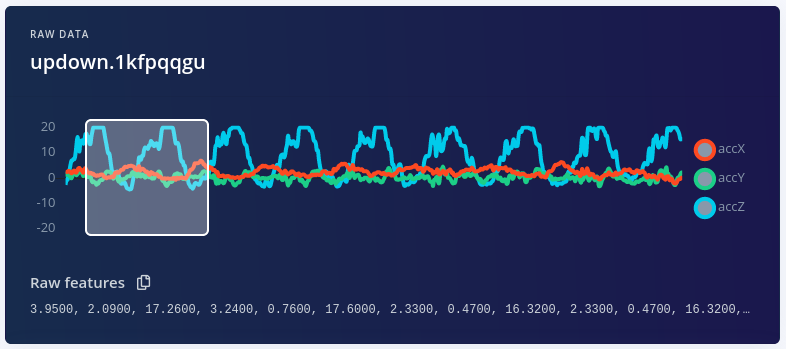 RAW DATA
updown.1kfpqqgu
20
10
0
-10
-20
accX
accY
accZ
Raw features
3.9500, 2.0900, 17.2600, 3.2400, 0.7600, 17.6000, 2.3300, 0.4700, 16.3200, 2.3300, 0.4700, 16.3200,…